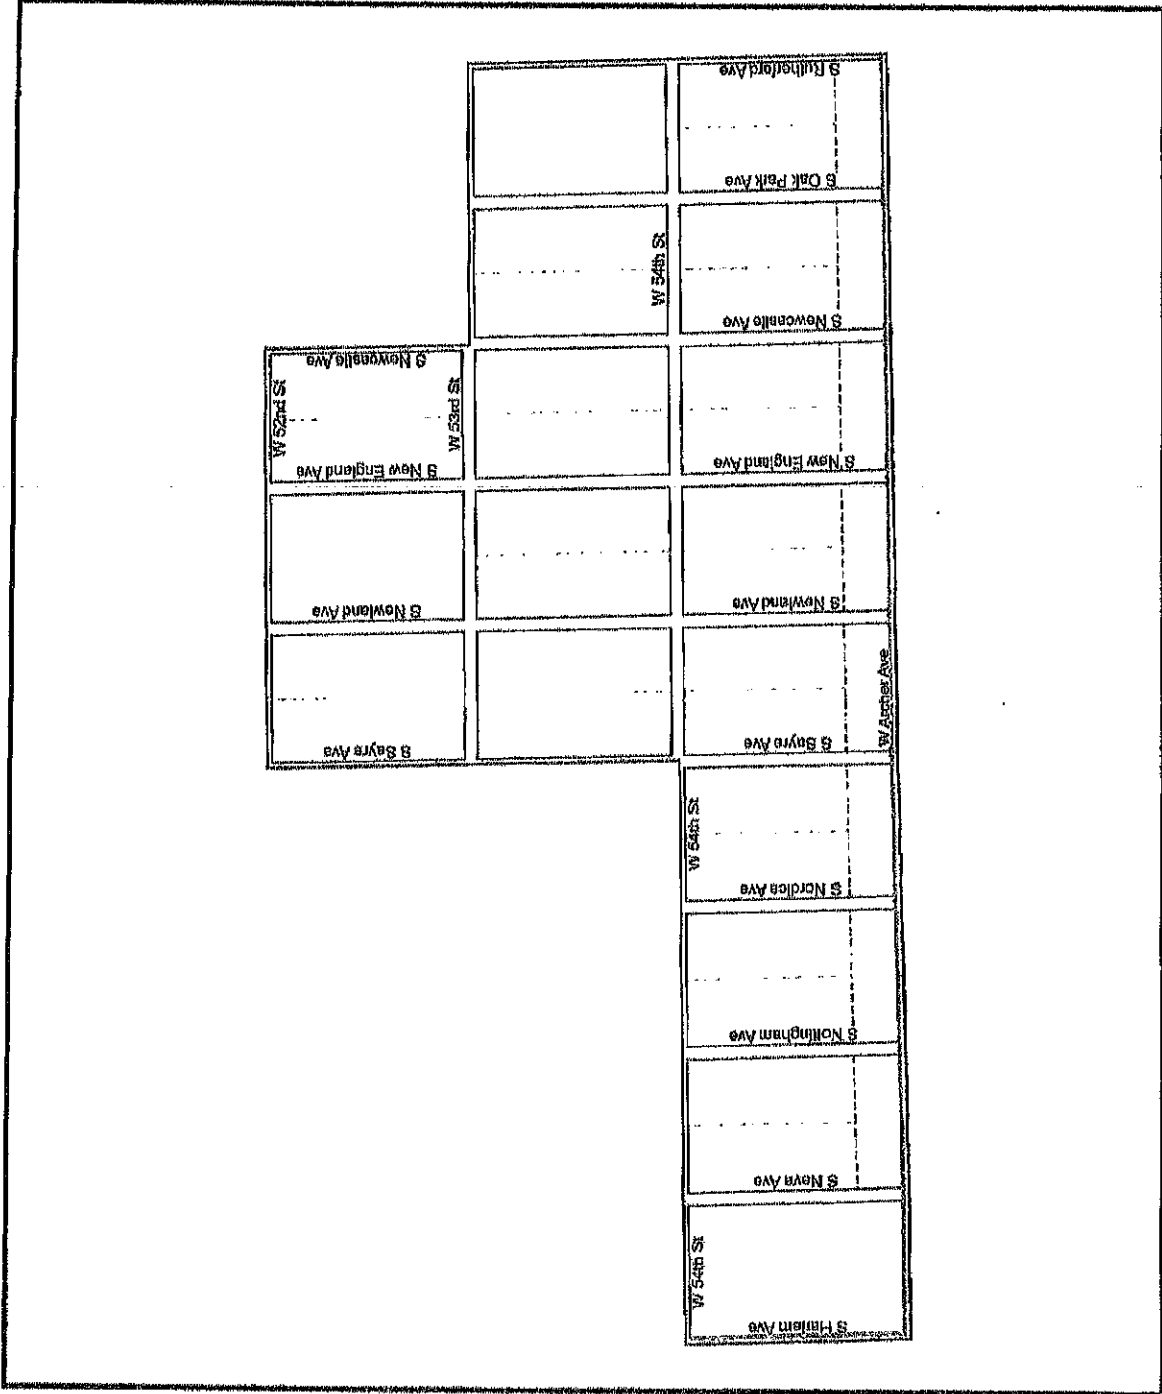 S Rutherford Ave
S Oak Park Ave
W 54th St
S Newcastle Ave
S Newcastle Ave
W 52nd St
W 53rd St
S New England Ave
S New England Ave
S Newland Ave
S Newland Ave
S Sayre Ave
S Sayre Ave
W Archer Ave
W 54th St
S Nordica Ave
S Nottingham Ave
S Neva Ave
W 54th St
S Harlem Ave